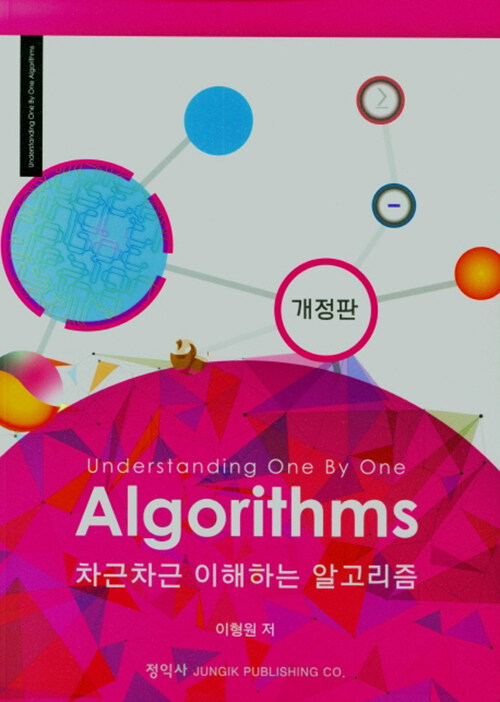 Understanding One By One Algorithms
Σ
-
개정판
Understanding One By One
Algorithms
차근차근 이해하는 알고리즘
이형원 저
정익사 JUNGIK PUBLISHING CO.